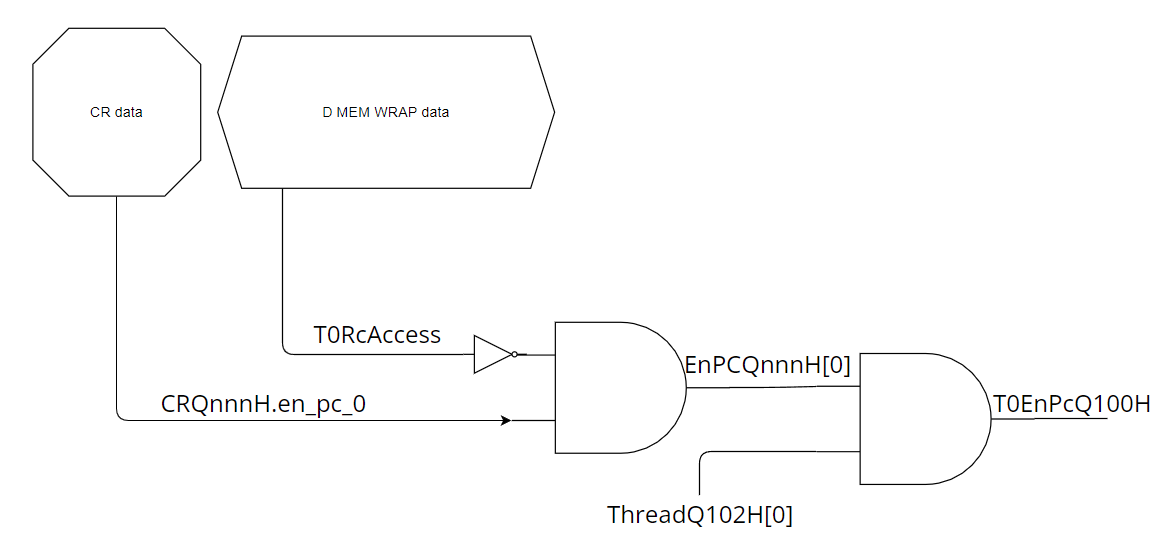 CR data
D MEM WRAP data
T0RcAccess
EnPCQnnnH[0]
CRQnnnH.en_pc_0
T0EnPcQ100H
ThreadQ102H[0]